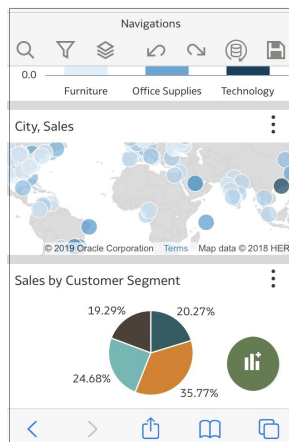 Navigations
0.0
Furniture Office Supplies Technology
City, Sales
© 2019 Oracle Corporation Terms Map data © 2018 HER
Sales by Customer Segment
19.29% 20.27%
24.68%
35.77%